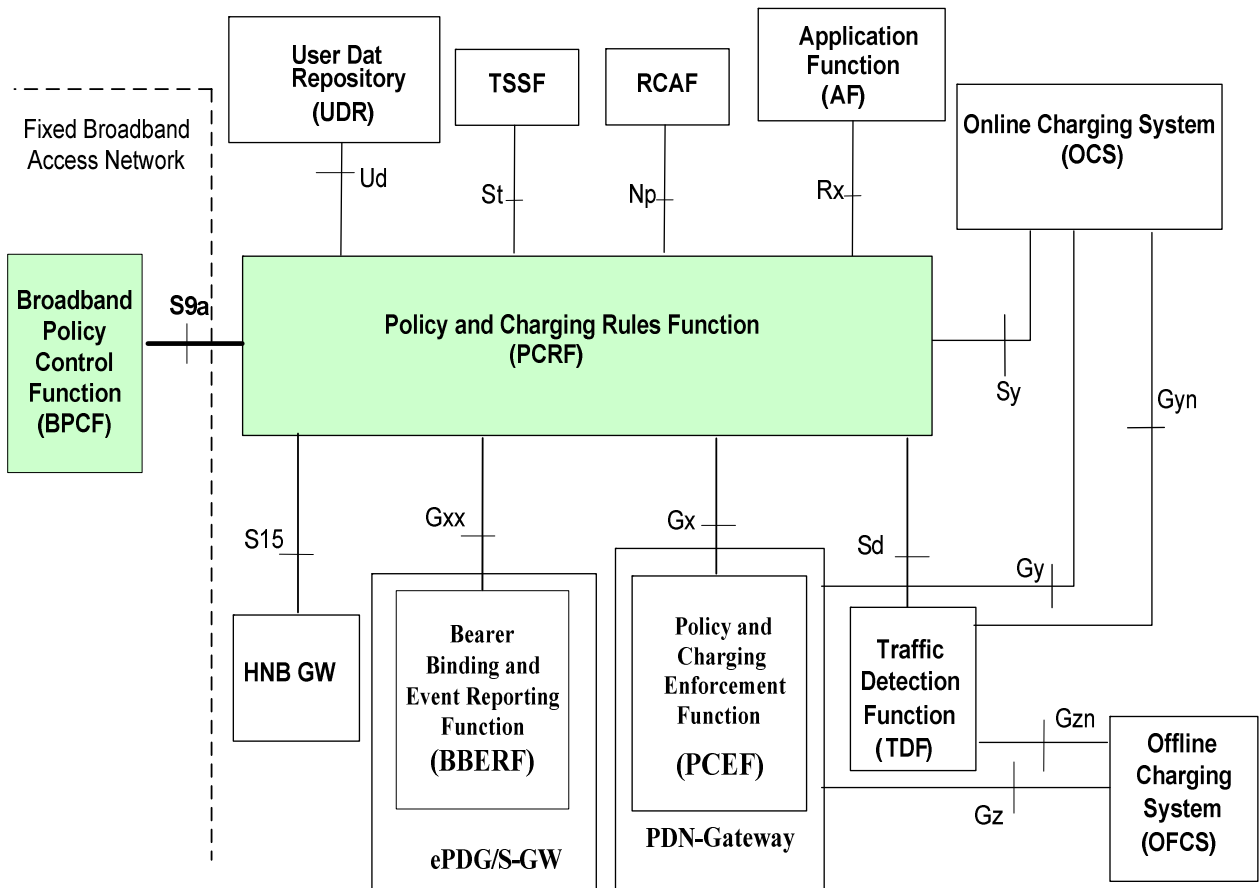 User Dat
Repository
(UDR)
TSSF
RCAF
Application
Function
(AF)
Online Charging System
(OCS)
Fixed Broadband
Access Network
Ud
St
Np
Rx
Broadband
Policy
Control
Function
(BPCF)
S9a
Policy and Charging Rules Function
(PCRF)
Sy
Gyn
S15
Gxx
Gx
Sd
Gy
HNB GW
Bearer
Binding and
Event Reporting
Function
(BBERF)
ePDG/S-GW
Policy and
Charging
Enforcement
Function
(PCEF)
PDN-Gateway
Traffic
Detection
Function
(TDF)
Gzn
Gz
Offline
Charging
System
(OFCS)